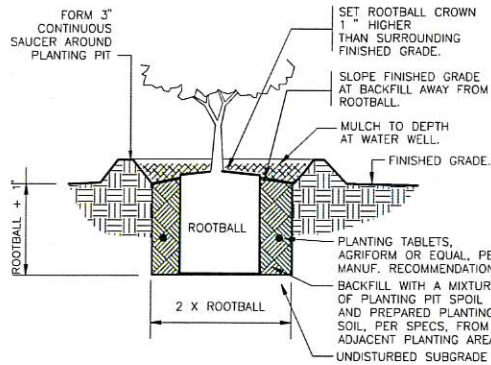 FORM 3"
CONTINUOUS
SAUCER AROUND
PLANTING PIT
SET ROOTBALL CROWN
1 " HIGHER
THAN SURROUNDING
FINISHED GRADE.
SLOPE FINISHED GRADE
AT BACKFILL AWAY FROM
ROOTBALL.
MULCH TO DEPTH
AT WATER WELL.
FINISHED GRADE.
ROOTBALL + 1"
ROOTBALL
2 X ROOTBALL
PLANTING TABLETS,
AGRIFORM OR EQUAL, PE
MANUF. RECOMMENDATION
BACKFILL WITH A MIXTUR
OF PLANTING PIT SPOIL
AND PREPARED PLANTING
SOIL, PER SPECS, FROM
ADJACENT PLANTING AREA
UNDISTURBED SUBGRADE